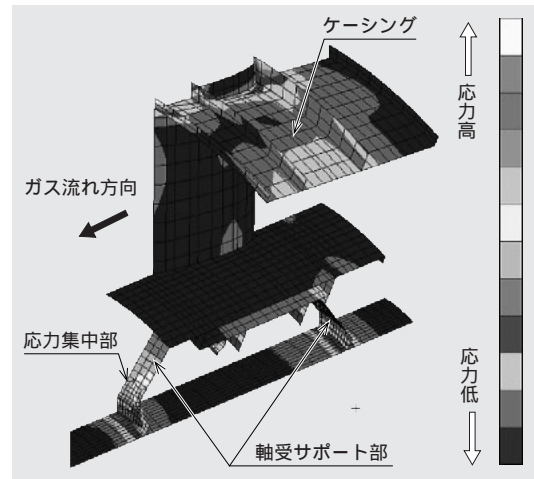 ケーシング
応力高
ガス流れ方向
応力集中部
応力低
軸受サポート部